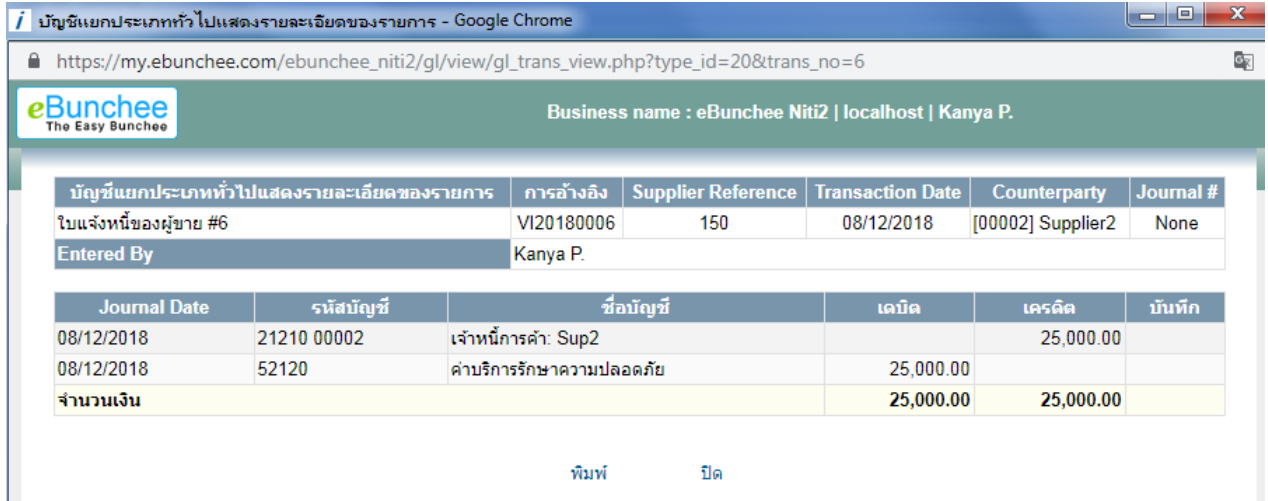 บัญชีแยกประเภททั่วไปแสดงรายละเอียดของรายการ - Google Chrome
https://my.ebunchee.com/ebunchee_niti2/gl/view/gl_trans_view.php?type_id=20&trans_no=6
eBunchee
The Easy Bunchee
Business name : eBunchee Niti2 | localhost | Kanya P.
บัญชีแยกประเภททั่วไปแสดงรายละเอียดของรายการ การอ้างอิง Supplier Reference Transaction Date Counterparty Journal #
ใบแจ้งหนี้ของผู้ขาย #6 VI20180006 150 08/12/2018 [00002] Supplier2 None
Entered By Kanya P.
Journal Date รหัสบัญชี ชื่อบัญชี เดบิต เครดิต บันทึก
08/12/2018 21210 00002 เจ้าหนี้การค้า: Sup2 25,000.00
08/12/2018 52120 ค่าบริการรักษาความปลอดภัย 25,000.00
จำนวนเงิน 25,000.00 25,000.00
พิมพ์ ปิด